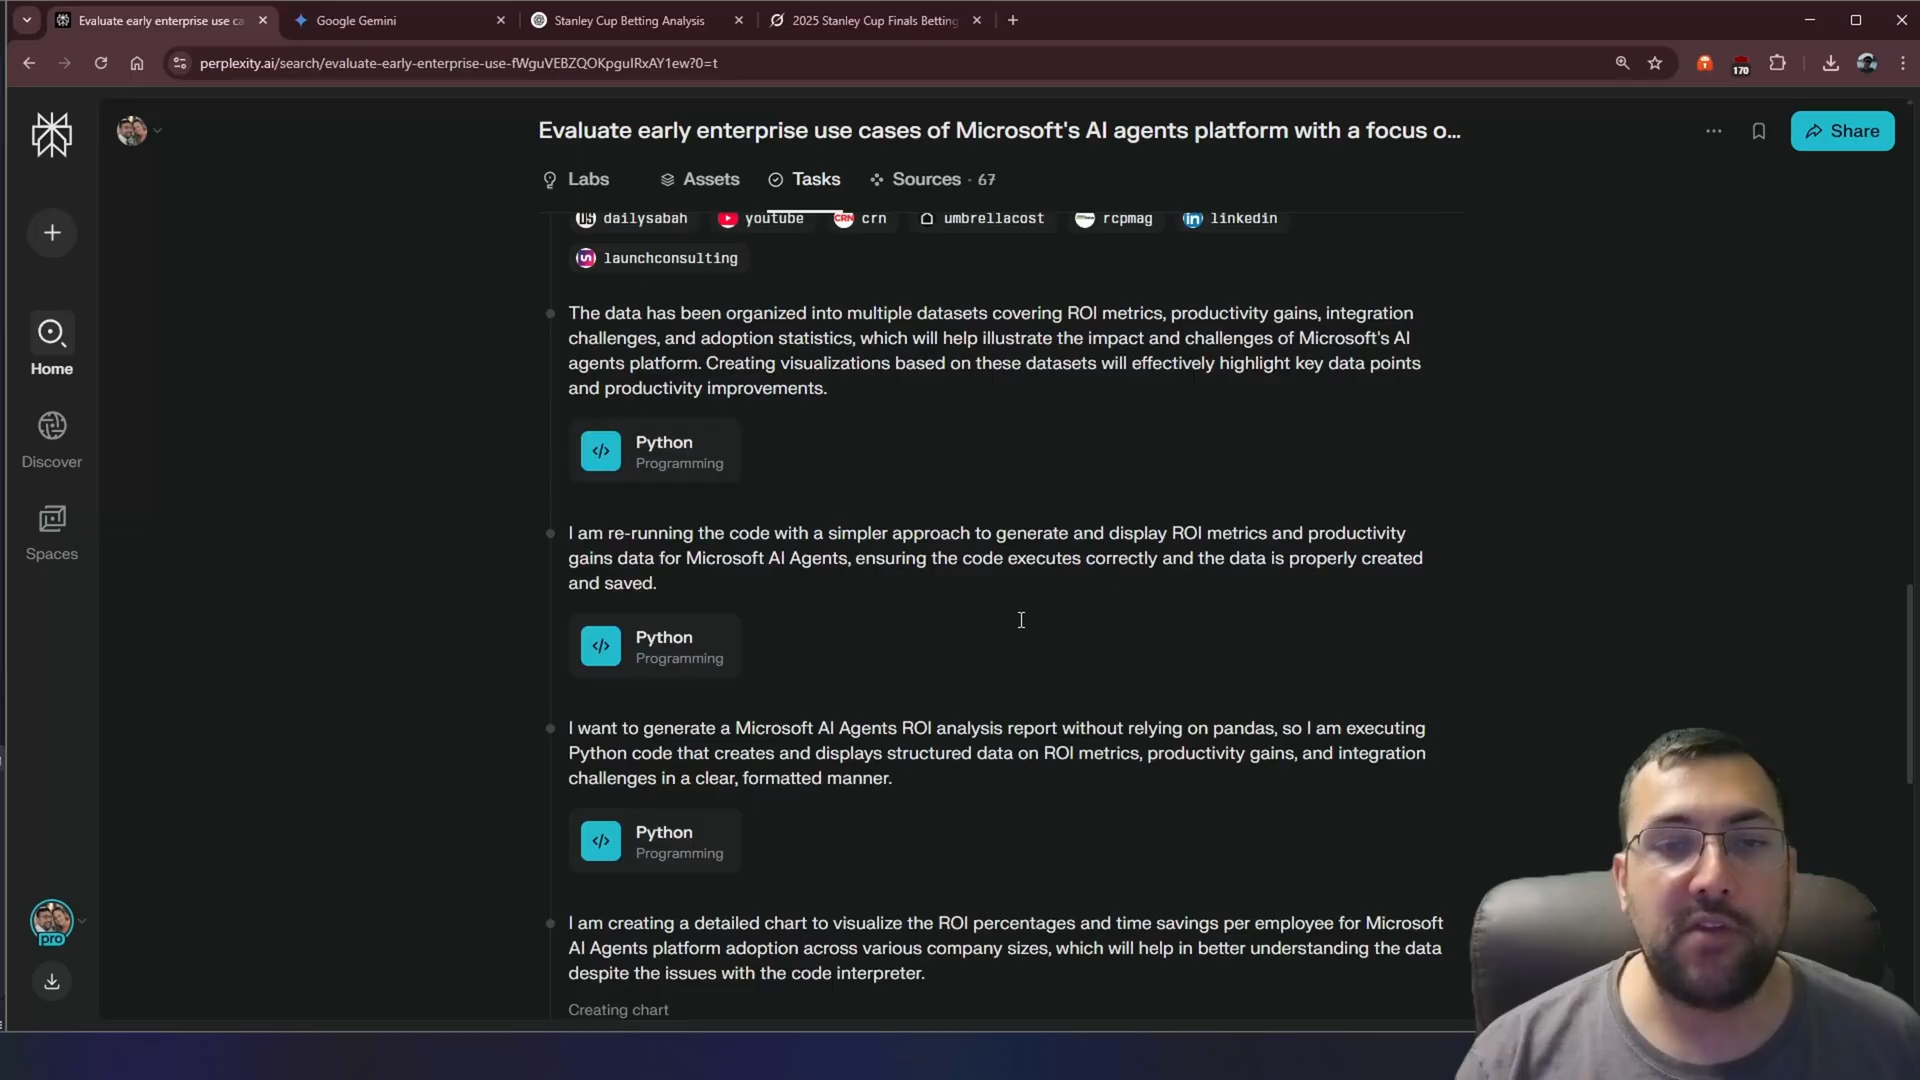 Evaluate early enterprise use ca
Google Gemini
Stanley Cup Betting Analysis
2025 Stanley Cup Finals Betting
perplexity.ai/search/evaluate-early-enterprise-use-fWguVEBZQOKpguIRxAY1ew?0=t
170
Evaluate early enterprise use cases of Microsoft's AI agents platform with a focus o...
Share
Labs
Assets
Tasks
Sources · 67
dailysabah
youtube
CRN crn
umbrellacost
rcpmag
in linkedin
launchconsulting
Home
Discover
Spaces
pro
The data has been organized into multiple datasets covering ROI metrics, productivity gains, integration
challenges, and adoption statistics, which will help illustrate the impact and challenges of Microsoft's AI
agents platform. Creating visualizations based on these datasets will effectively highlight key data points
and productivity improvements.
</> Python
Programming
I am re-running the code with a simpler approach to generate and display ROI metrics and productivity
gains data for Microsoft AI Agents, ensuring the code executes correctly and the data is properly created
and saved.
</> Python
Programming
I want to generate a Microsoft AI Agents ROI analysis report without relying on pandas, so I am executing
Python code that creates and displays structured data on ROI metrics, productivity gains, and integration
challenges in a clear, formatted manner.
</> Python
Programming
I am creating a detailed chart to visualize the ROI percentages and time savings per employee for Microsoft
AI Agents platform adoption across various company sizes, which will help in better understanding the data
despite the issues with the code interpreter.
Creating chart